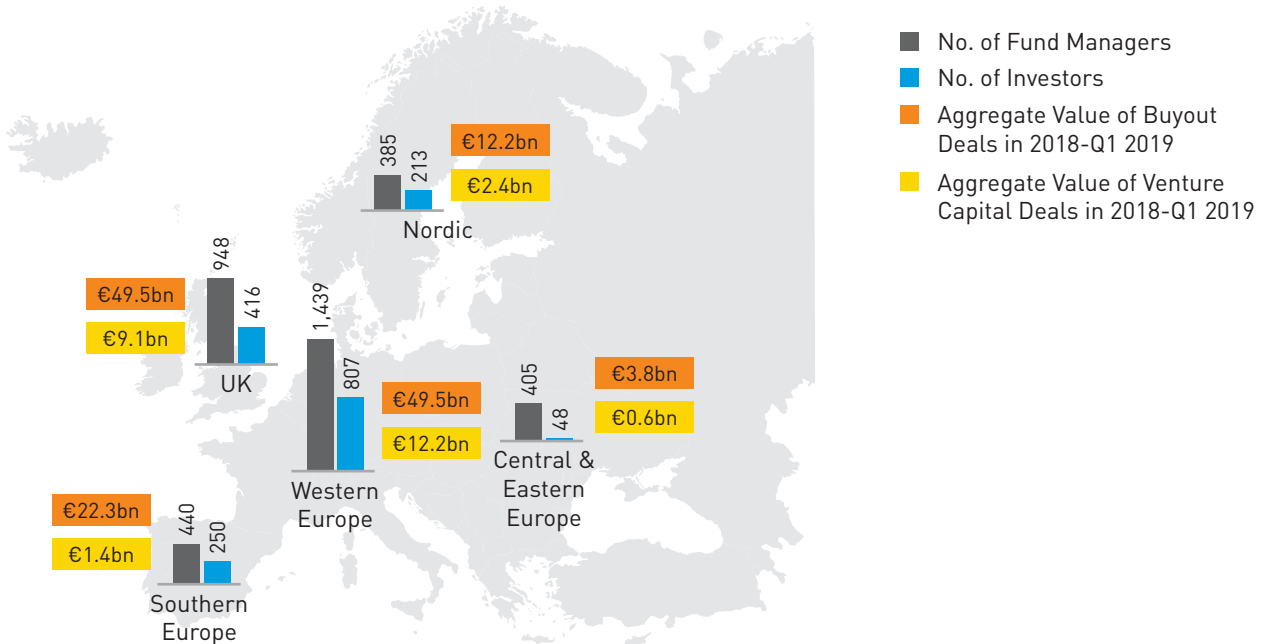 No. of Fund Managers
No. of Investors
Aggregate Value of Buyout
Deals in 2018-Q1 2019
Aggregate Value of Venture
Capital Deals in 2018-Q1 2019
385
213
€12.2bn
€2.4bn
Nordic
948
416
€49.5bn
€9.1bn
UK
1,439
807
€49.5bn
€12.2bn
Western
Europe
405
48
€3.8bn
€0.6bn
Central &
Eastern
Europe
440
250
€22.3bn
€1.4bn
Southern
Europe